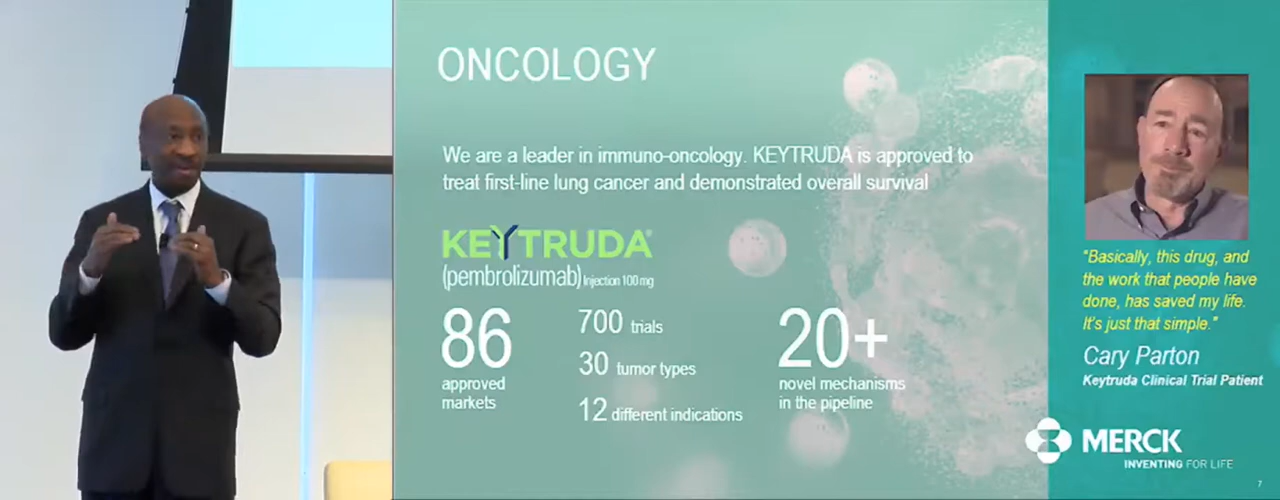 ONCOLOGY
We are a leader in immuno-oncology. KEYTRUDA is approved to
treat first-line lung cancer and demonstrated overall survival
KEYTRUDA®
(pembrolizumab) Injection 100 mg
86
approved
markets
700 trials
30 tumor types
12 different indications
20+
novel mechanisms
in the pipeline
"Basically, this drug, and
the work that people have
done, has saved my life.
It's just that simple."
Cary Parton
Keytruda Clinical Trial Patient
MERCK
INVENTING FOR LIFE
7